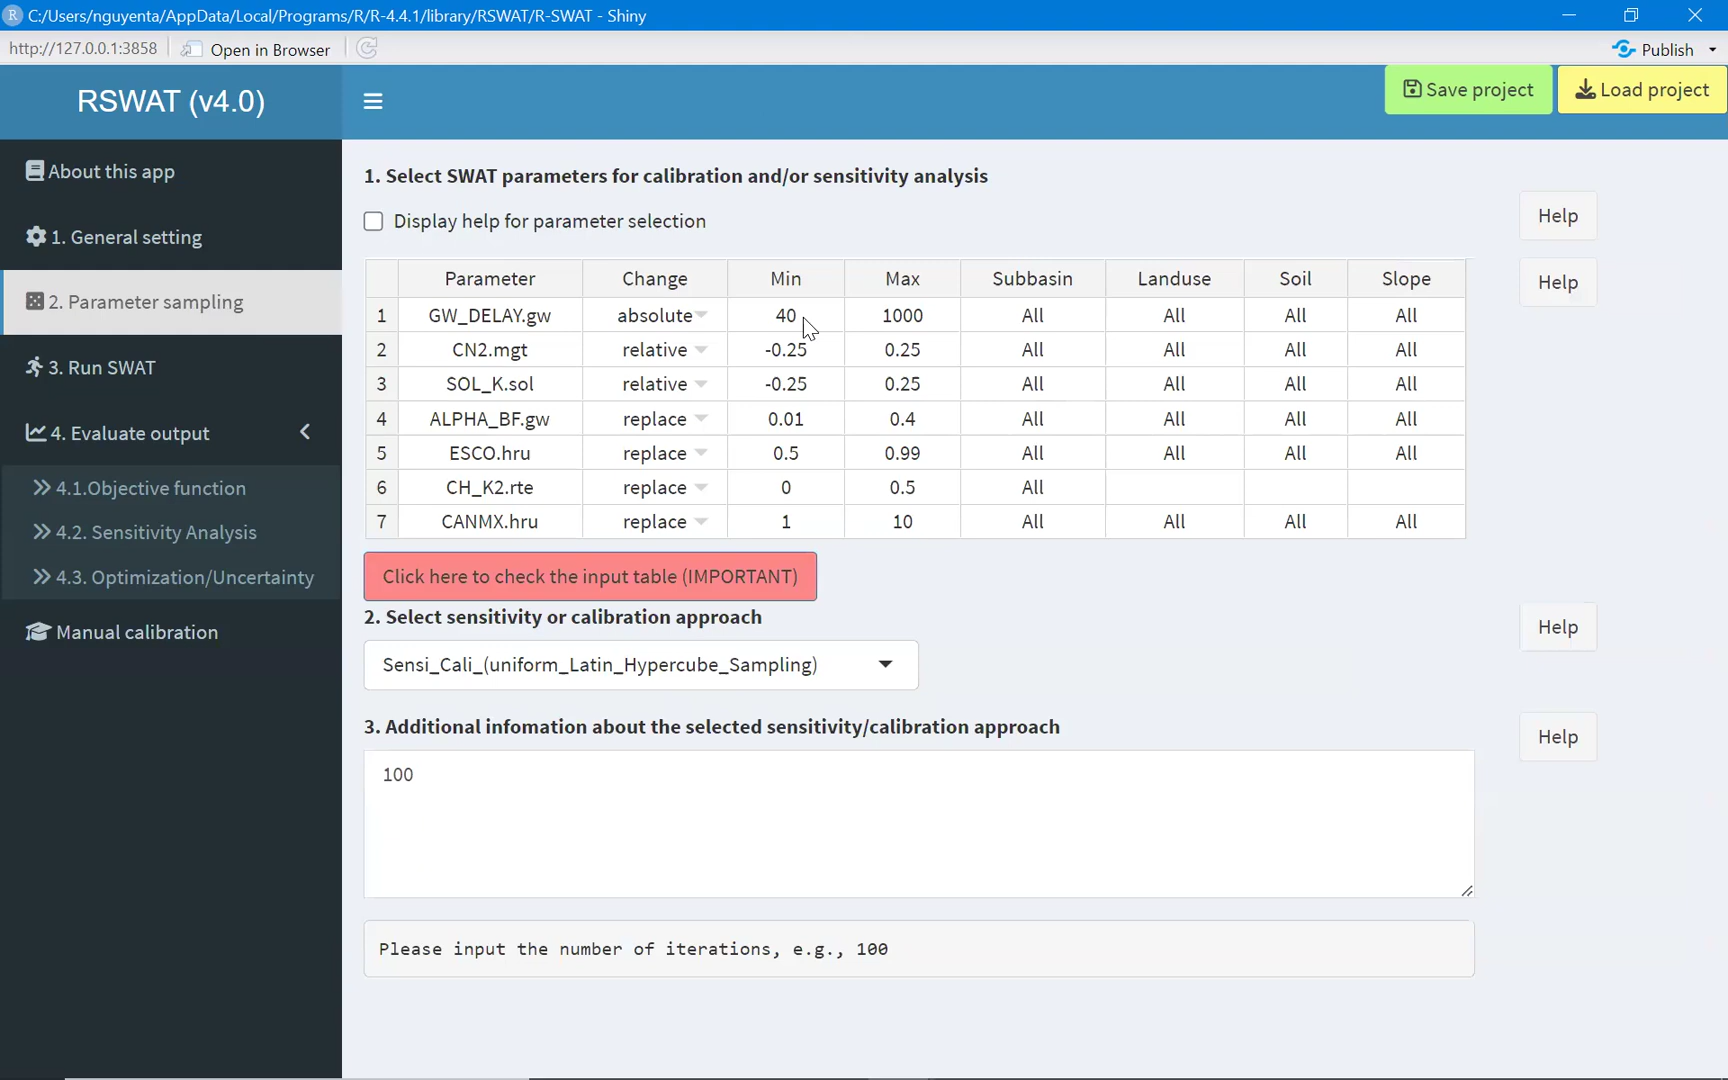 R C:/Users/nguyenta/AppData/Local/Programs/R/R-4.4.1/library/RSWAT/R-SWAT - Shiny
http://127.0.0.1:3858 Open in Browser Publish
RSWAT (v4.0)
Save project Load project
About this app
1. General setting
2. Parameter sampling
3. Run SWAT
4. Evaluate output
4.1.Objective function
4.2. Sensitivity Analysis
4.3. Optimization/Uncertainty
Manual calibration
1. Select SWAT parameters for calibration and/or sensitivity analysis
Display help for parameter selection
Help
Help
Parameter Change Min Max Subbasin Landuse Soil Slope
1 GW_DELAY.gw absolute 40 1000 All All All All
2 CN2.mgt relative -0.25 0.25 All All All All
3 SOL_K.sol relative -0.25 0.25 All All All All
4 ALPHA_BF.gw replace 0.01 0.4 All All All All
5 ESCO.hru replace 0.5 0.99 All All All All
6 CH_K2.rte replace 0 0.5 All
7 CANMX.hru replace 1 10 All All All All
Click here to check the input table (IMPORTANT)
2. Select sensitivity or calibration approach
Help
Sensi_Cali_(uniform_Latin_Hypercube_Sampling)
3. Additional infomation about the selected sensitivity/calibration approach
Help
100
Please input the number of iterations, e.g., 100